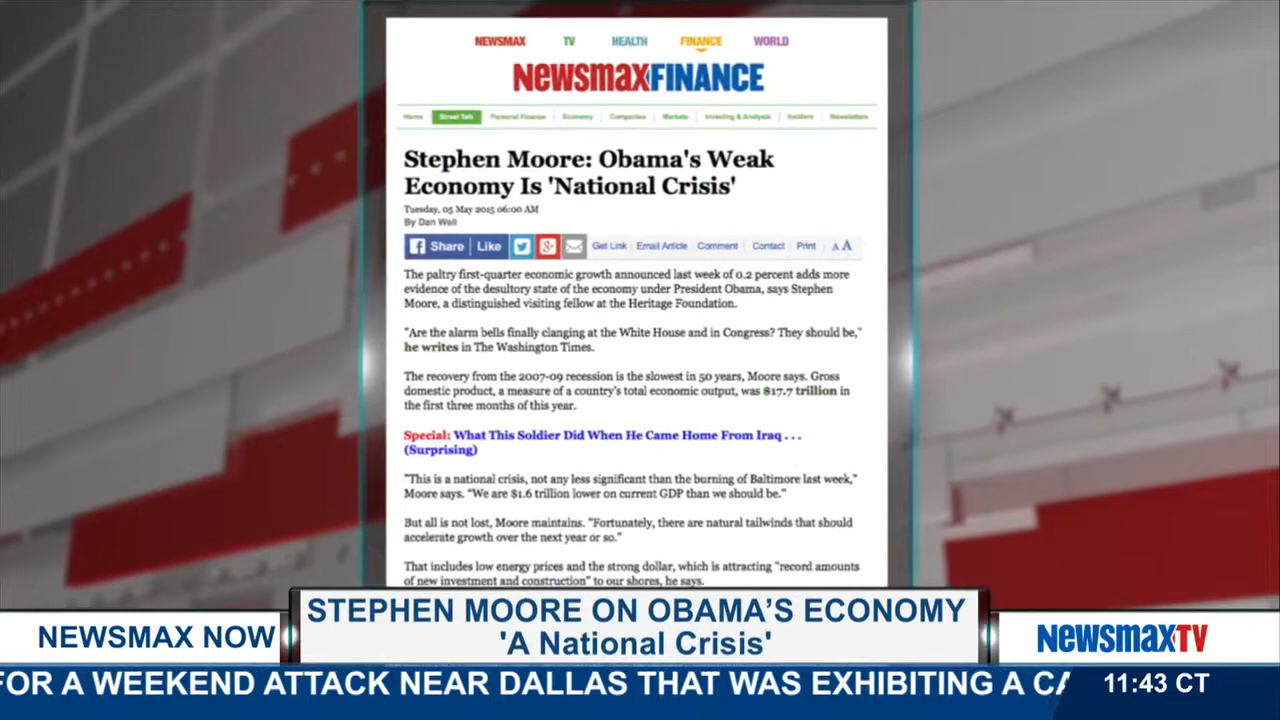 NEWSMAX TV HEALTH FINANCE WORLD
NEWSMAXFINANCE
Home Street Talk Personal Finance Economy Companies Markets Investing & Analysis Insiders Newsletters
Stephen Moore: Obama's Weak
Economy Is 'National Crisis'
Tuesday, 05 May 2015 06:00 AM
By Dan Weil
f Share Like g+ Get Link Email Article Comment Contact Print A A
The paltry first-quarter economic growth announced last week of 0.2 percent adds more
evidence of the desultory state of the economy under President Obama, says Stephen
Moore, a distinguished visiting fellow at the Heritage Foundation.
"Are the alarm bells finally clanging at the White House and in Congress? They should be,"
he writes in The Washington Times.
The recovery from the 2007-09 recession is the slowest in 50 years, Moore says. Gross
domestic product, a measure of a country's total economic output, was $17.7 trillion in
the first three months of this year.
Special: What This Soldier Did When He Came Home From Iraq . . .
(Surprising)
"This is a national crisis, not any less significant than the burning of Baltimore last week,"
Moore says. "We are $1.6 trillion lower on current GDP than we should be."
But all is not lost, Moore maintains. "Fortunately, there are natural tailwinds that should
accelerate growth over the next year or so."
That includes low energy prices and the strong dollar, which is attracting "record amounts
of new investment and construction" to our shores, he says.
STEPHEN MOORE ON OBAMA'S ECONOMY
'A National Crisis'
NEWSMAX NOW
NEWSMAXTV
FOR A WEEKEND ATTACK NEAR DALLAS THAT WAS EXHIBITING A CA
11:43 CT